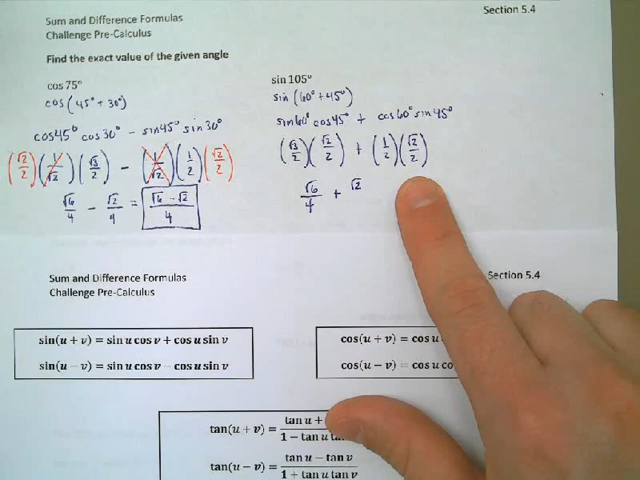 Sum and Difference Formulas
Section 5.4
Challenge Pre-Calculus
Find the exact value of the given angle
cos 75°
cos(45° + 30°)
cos45° cos30° − sin45° sin30°
(√2/2)(1/√2)(√3/2) − (1/√2)(1/2)(√2/2)
√6/4 − √2/4 = (√6 − √2)/4
sin 105°
sin(60° + 45°)
sin60° cos45° + cos60° sin45°
(√3/2)(√2/2) + (1/2)(√2/2)
√6/4 + √2
Sum and Difference Formulas
Section 5.4
Challenge Pre-Calculus
sin(u + v) = sin u cos v + cos u sin v
sin(u − v) = sin u cos v − cos u sin v
cos(u + v) = cos u
cos(u − v) = cos u co
tan(u + v) = tan u + / 1 − tan u
tan(u − v) = (tan u − tan v)/(1 + tan u tan v)